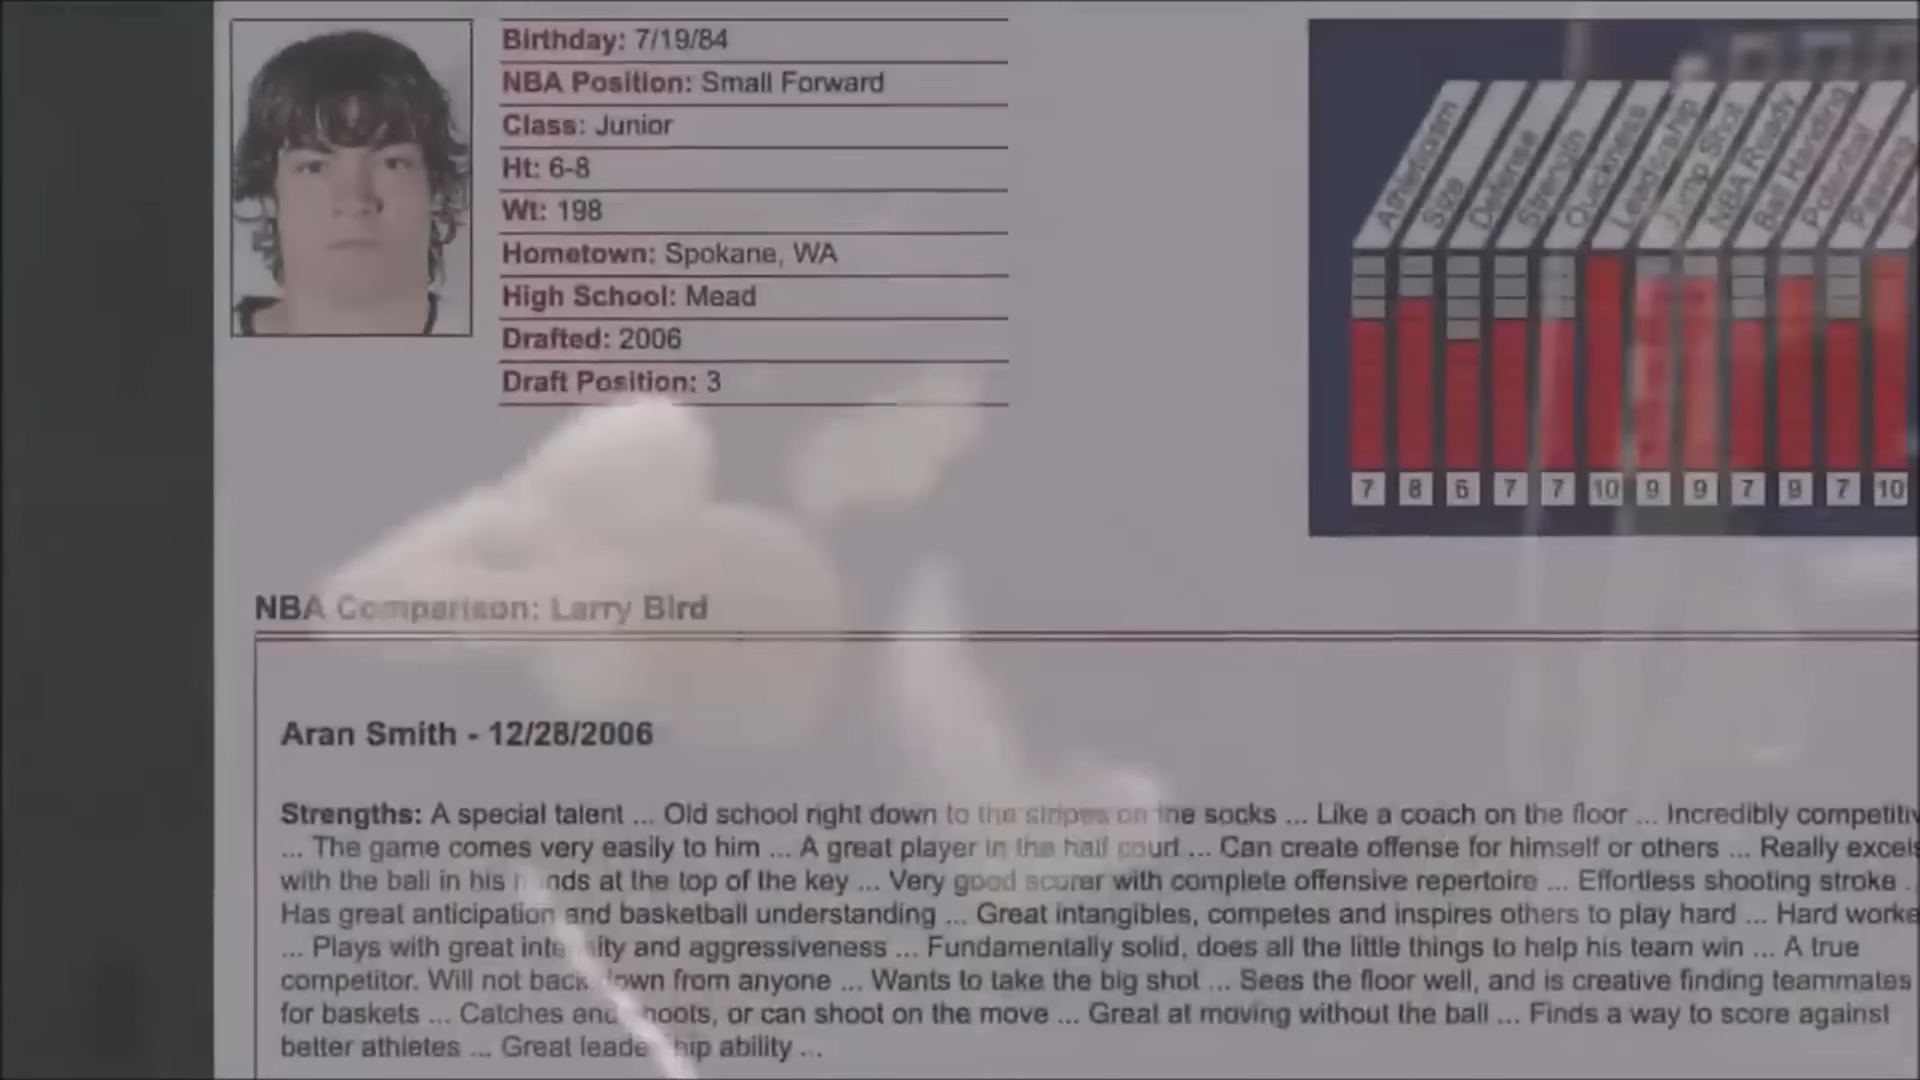 Birthday: 7/19/84
NBA Position: Small Forward
Class: Junior
Ht: 6-8
Wt: 198
Hometown: Spokane, WA
High School: Mead
Drafted: 2006
Draft Position: 3
Athleticism
Size
Defense
Strength
Quickness
Leadership
Jump Shot
NBA Ready
Ball Handling
Potential
Passing
7 8 6 7 7 10 9 9 7 9 7 10
NBA Comparison: Larry Bird
Aran Smith - 12/28/2006
Strengths: A special talent ... Old school right down to the stripes on the socks ... Like a coach on the floor ... Incredibly competitiv
... The game comes very easily to him ... A great player in the half court ... Can create offense for himself or others ... Really excels
with the ball in his hands at the top of the key ... Very good scorer with complete offensive repertoire ... Effortless shooting stroke ..
Has great anticipation and basketball understanding ... Great intangibles, competes and inspires others to play hard ... Hard worke
... Plays with great intensity and aggressiveness ... Fundamentally solid, does all the little things to help his team win ... A true
competitor. Will not back down from anyone ... Wants to take the big shot ... Sees the floor well, and is creative finding teammates
for baskets ... Catches and shoots, or can shoot on the move ... Great at moving without the ball ... Finds a way to score against
better athletes ... Great leadership ability ...